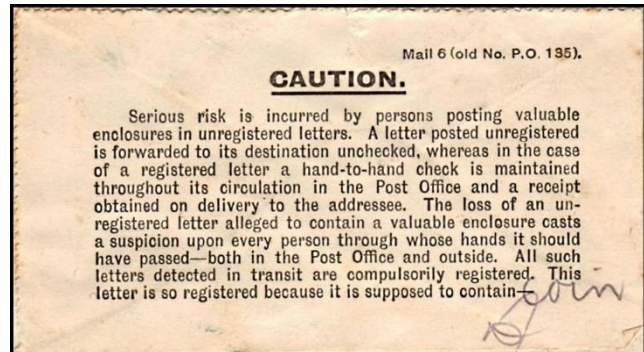 Mail 6 (old No. P.O. 135).
CAUTION.
Serious risk is incurred by persons posting valuable
enclosures in unregistered letters. A letter posted unregistered
is forwarded to its destination unchecked, whereas in the case
of a registered letter a hand-to-hand check is maintained
throughout its circulation in the Post Office and a receipt
obtained on delivery to the addressee. The loss of an un-
registered letter alleged to contain a valuable enclosure casts
a suspicion upon every person through whose hands it should
have passed—both in the Post Office and outside. All such
letters detected in transit are compulsorily registered. This
letter is so registered because it is supposed to contain— Coin